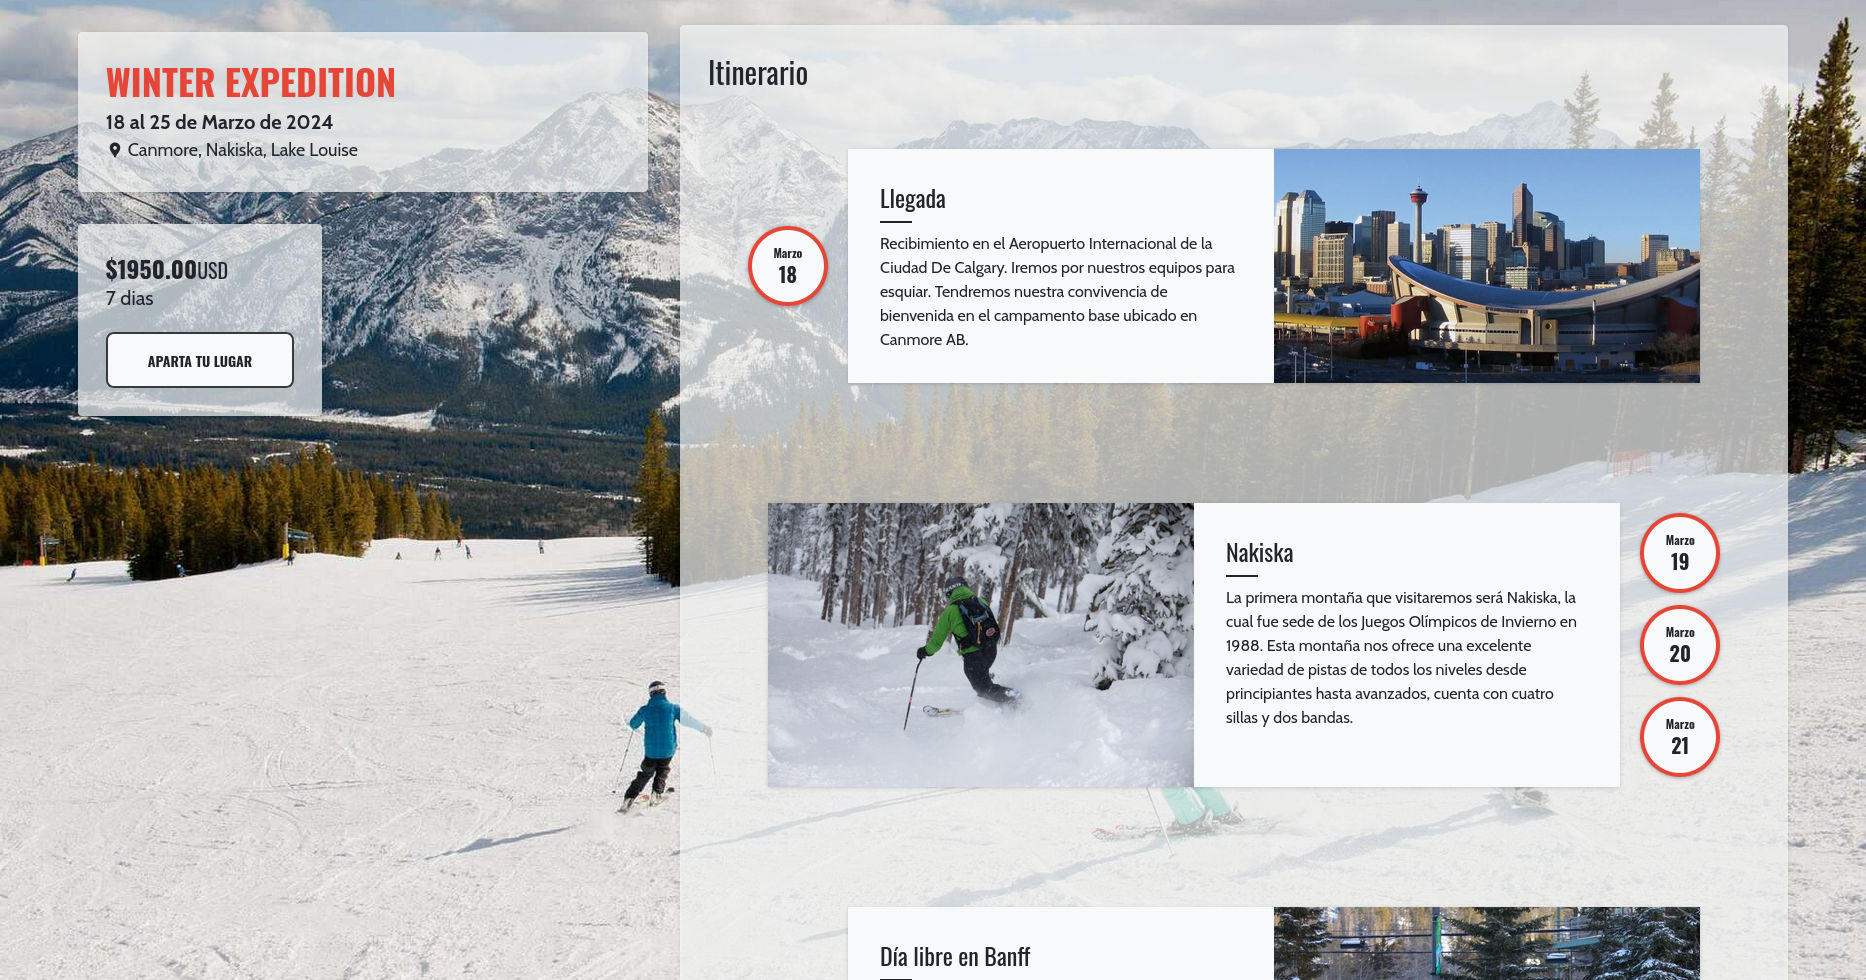 WINTER EXPEDITION
18 al 25 de Marzo de 2024
Canmore, Nakiska, Lake Louise
$1950.00USD
7 dias
APARTA TU LUGAR
Itinerario
Marzo
18
Llegada
Recibimiento en el Aeropuerto Internacional de la
Ciudad De Calgary. Iremos por nuestros equipos para
esquiar. Tendremos nuestra convivencia de
bienvenida en el campamento base ubicado en
Canmore AB.
Nakiska
La primera montaña que visitaremos será Nakiska, la
cual fue sede de los Juegos Olímpicos de Invierno en
1988. Esta montaña nos ofrece una excelente
variedad de pistas de todos los niveles desde
principiantes hasta avanzados, cuenta con cuatro
sillas y dos bandas.
Marzo
19
Marzo
20
Marzo
21
Día libre en Banff